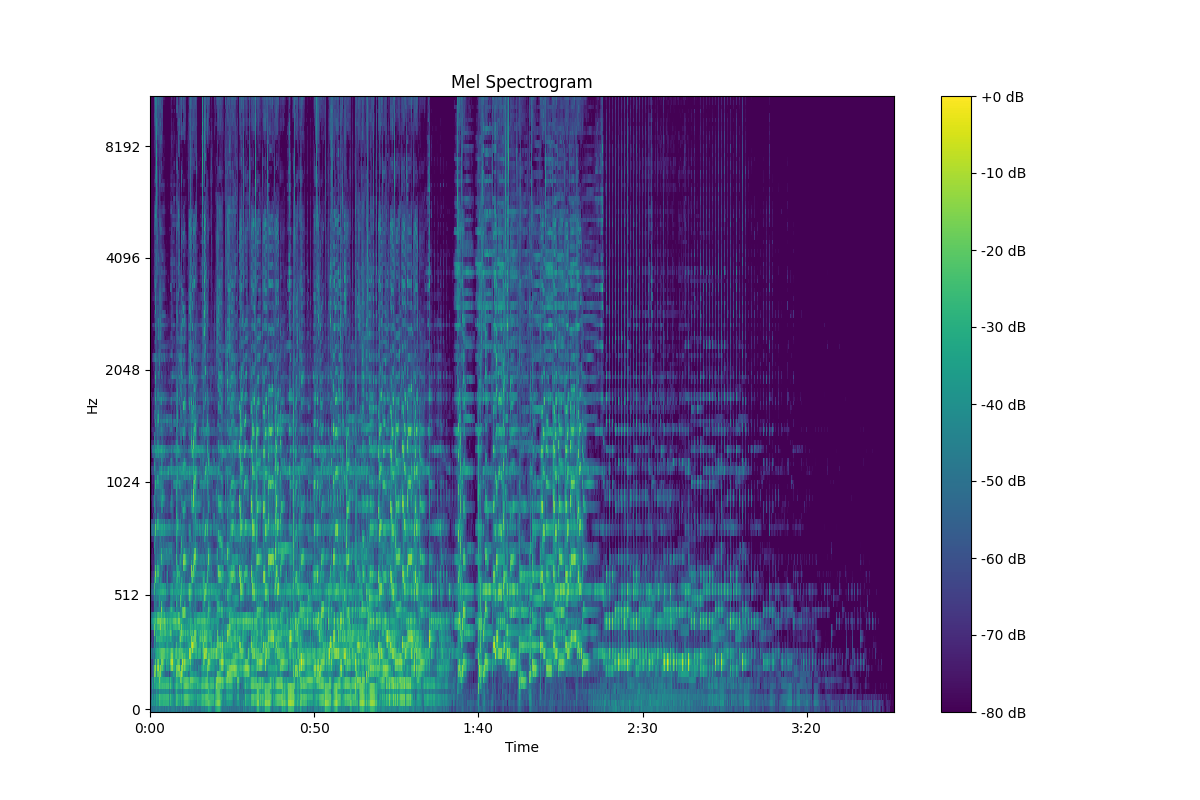 Mel Spectrogram
8192
4096
2048
1024
512
0
Hz
0:00 0:50 1:40 2:30 3:20
Time
+0 dB
-10 dB
-20 dB
-30 dB
-40 dB
-50 dB
-60 dB
-70 dB
-80 dB